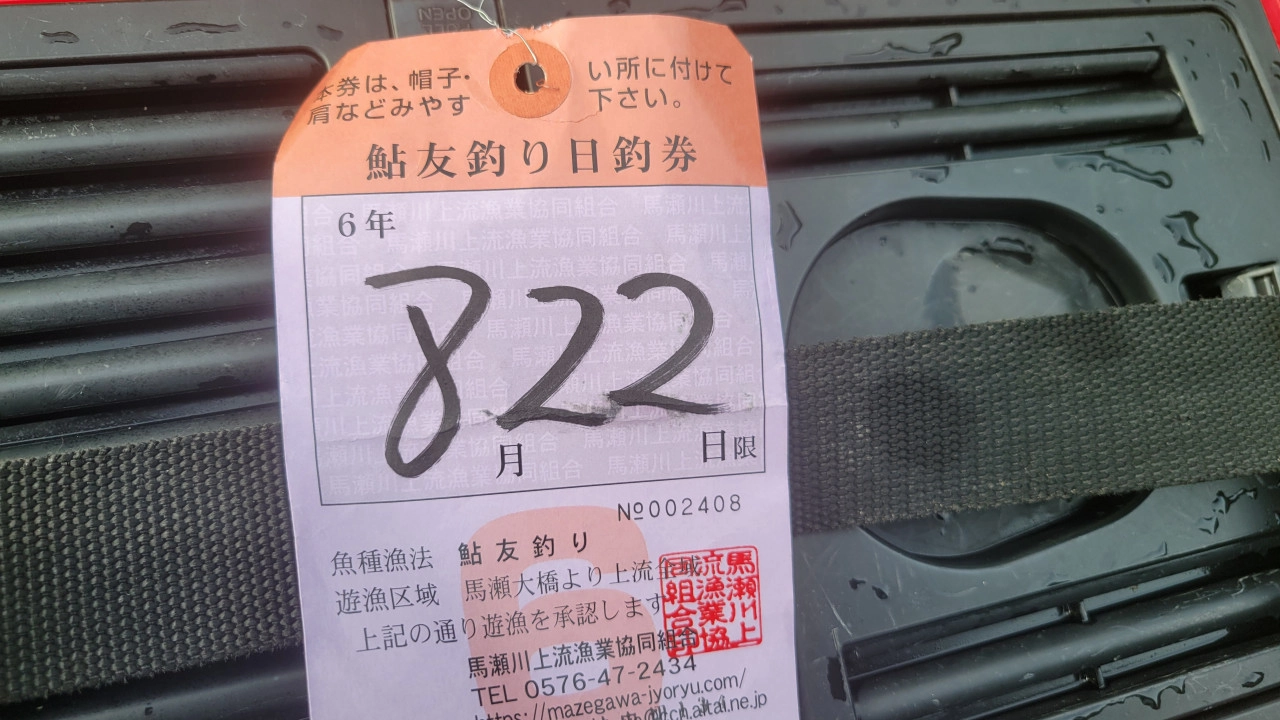 本券は、帽子・
肩などみやす
い所に付けて
下さい。
鮎友釣り日釣券
6年
8月22日限
№002408
魚種漁法 鮎友釣り
遊漁区域 馬瀬大橋より上流全域
上記の通り遊漁を承認します
馬瀬川上流漁業協同組合
TEL 0576-47-2434
https://mazegawa-jyoryu.com/
馬瀬川上
流漁業協
同組合印
OPEN